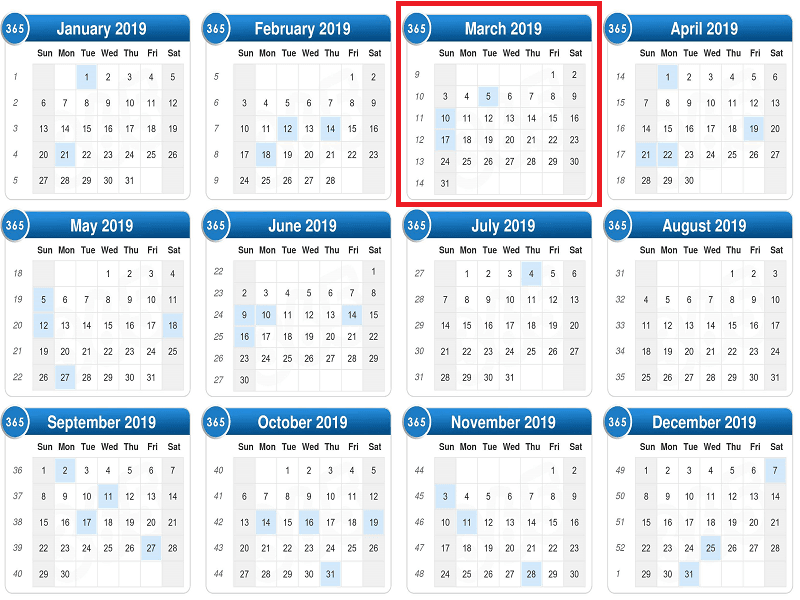 365 January 2019
Sun Mon Tue Wed Thu Fri Sat
1 1 2 3 4 5
2 6 7 8 9 10 11 12
3 13 14 15 16 17 18 19
4 20 21 22 23 24 25 26
5 27 28 29 30 31
365 February 2019
Sun Mon Tue Wed Thu Fri Sat
5 1 2
6 3 4 5 6 7 8 9
7 10 11 12 13 14 15 16
8 17 18 19 20 21 22 23
9 24 25 26 27 28
365 March 2019
Sun Mon Tue Wed Thu Fri Sat
9 1 2
10 3 4 5 6 7 8 9
11 10 11 12 13 14 15 16
12 17 18 19 20 21 22 23
13 24 25 26 27 28 29 30
14 31
365 April 2019
Sun Mon Tue Wed Thu Fri Sat
14 1 2 3 4 5 6
15 7 8 9 10 11 12 13
16 14 15 16 17 18 19 20
17 21 22 23 24 25 26 27
18 28 29 30
365 May 2019
Sun Mon Tue Wed Thu Fri Sat
18 1 2 3 4
19 5 6 7 8 9 10 11
20 12 13 14 15 16 17 18
21 19 20 21 22 23 24 25
22 26 27 28 29 30 31
365 June 2019
Sun Mon Tue Wed Thu Fri Sat
22 1
23 2 3 4 5 6 7 8
24 9 10 11 12 13 14 15
25 16 17 18 19 20 21 22
26 23 24 25 26 27 28 29
27 30
365 July 2019
Sun Mon Tue Wed Thu Fri Sat
27 1 2 3 4 5 6
28 7 8 9 10 11 12 13
29 14 15 16 17 18 19 20
30 21 22 23 24 25 26 27
31 28 29 30 31
365 August 2019
Sun Mon Tue Wed Thu Fri Sat
31 1 2 3
32 4 5 6 7 8 9 10
33 11 12 13 14 15 16 17
34 18 19 20 21 22 23 24
35 25 26 27 28 29 30 31
365 September 2019
Sun Mon Tue Wed Thu Fri Sat
36 1 2 3 4 5 6 7
37 8 9 10 11 12 13 14
38 15 16 17 18 19 20 21
39 22 23 24 25 26 27 28
40 29 30
365 October 2019
Sun Mon Tue Wed Thu Fri Sat
40 1 2 3 4 5
41 6 7 8 9 10 11 12
42 13 14 15 16 17 18 19
43 20 21 22 23 24 25 26
44 27 28 29 30 31
365 November 2019
Sun Mon Tue Wed Thu Fri Sat
44 1 2
45 3 4 5 6 7 8 9
46 10 11 12 13 14 15 16
47 17 18 19 20 21 22 23
48 24 25 26 27 28 29 30
365 December 2019
Sun Mon Tue Wed Thu Fri Sat
49 1 2 3 4 5 6 7
50 8 9 10 11 12 13 14
51 15 16 17 18 19 20 21
52 22 23 24 25 26 27 28
1 29 30 31